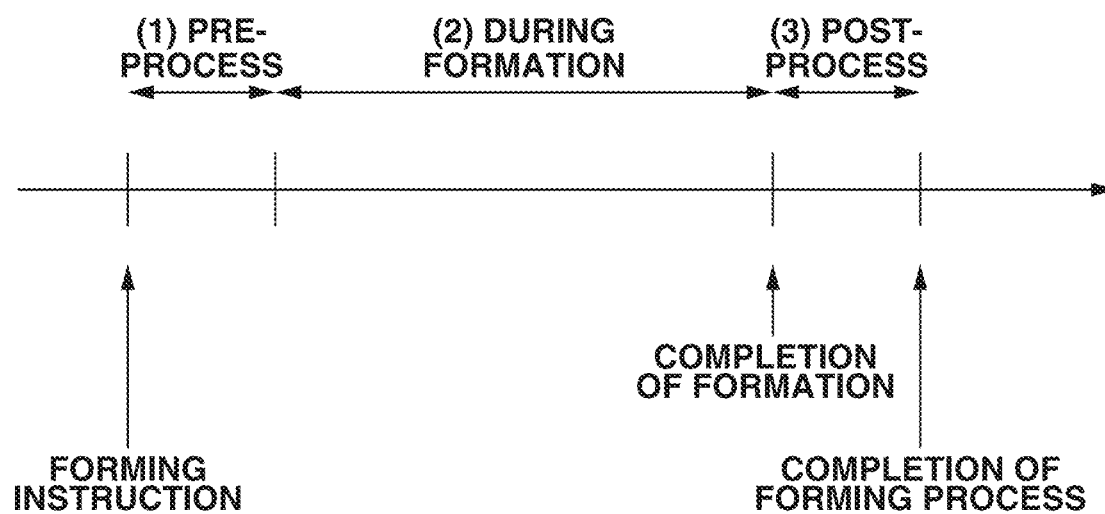 (1) PRE-
PROCESS
(2) DURING
FORMATION
(3) POST-
PROCESS
COMPLETION
OF FORMATION
FORMING
INSTRUCTION
COMPLETION OF
FORMING PROCESS